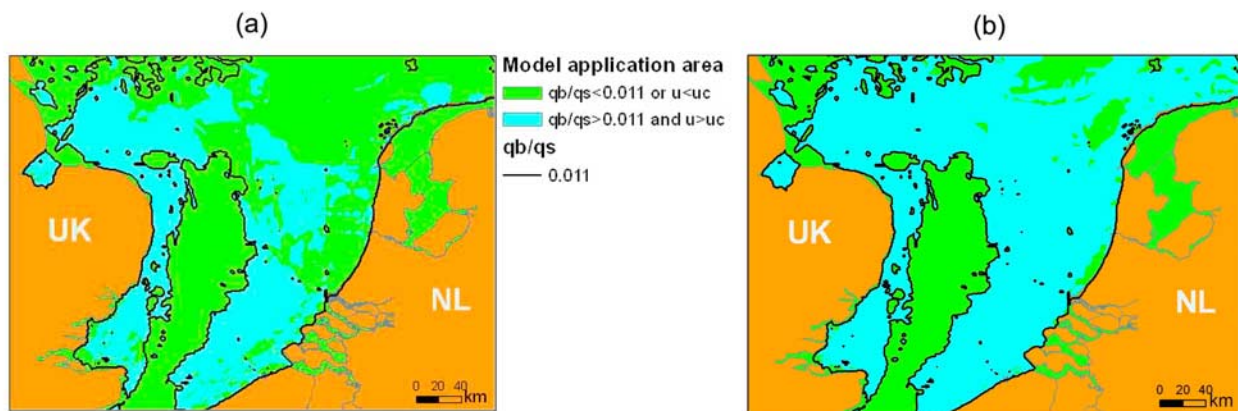 (a)
(b)
Model application area
qb/qs<0.011 or u<uc
qb/qs>0.011 and u>uc
qb/qs
0.011
UK
NL
0 20 40
km
UK
NL
0 20 40
km